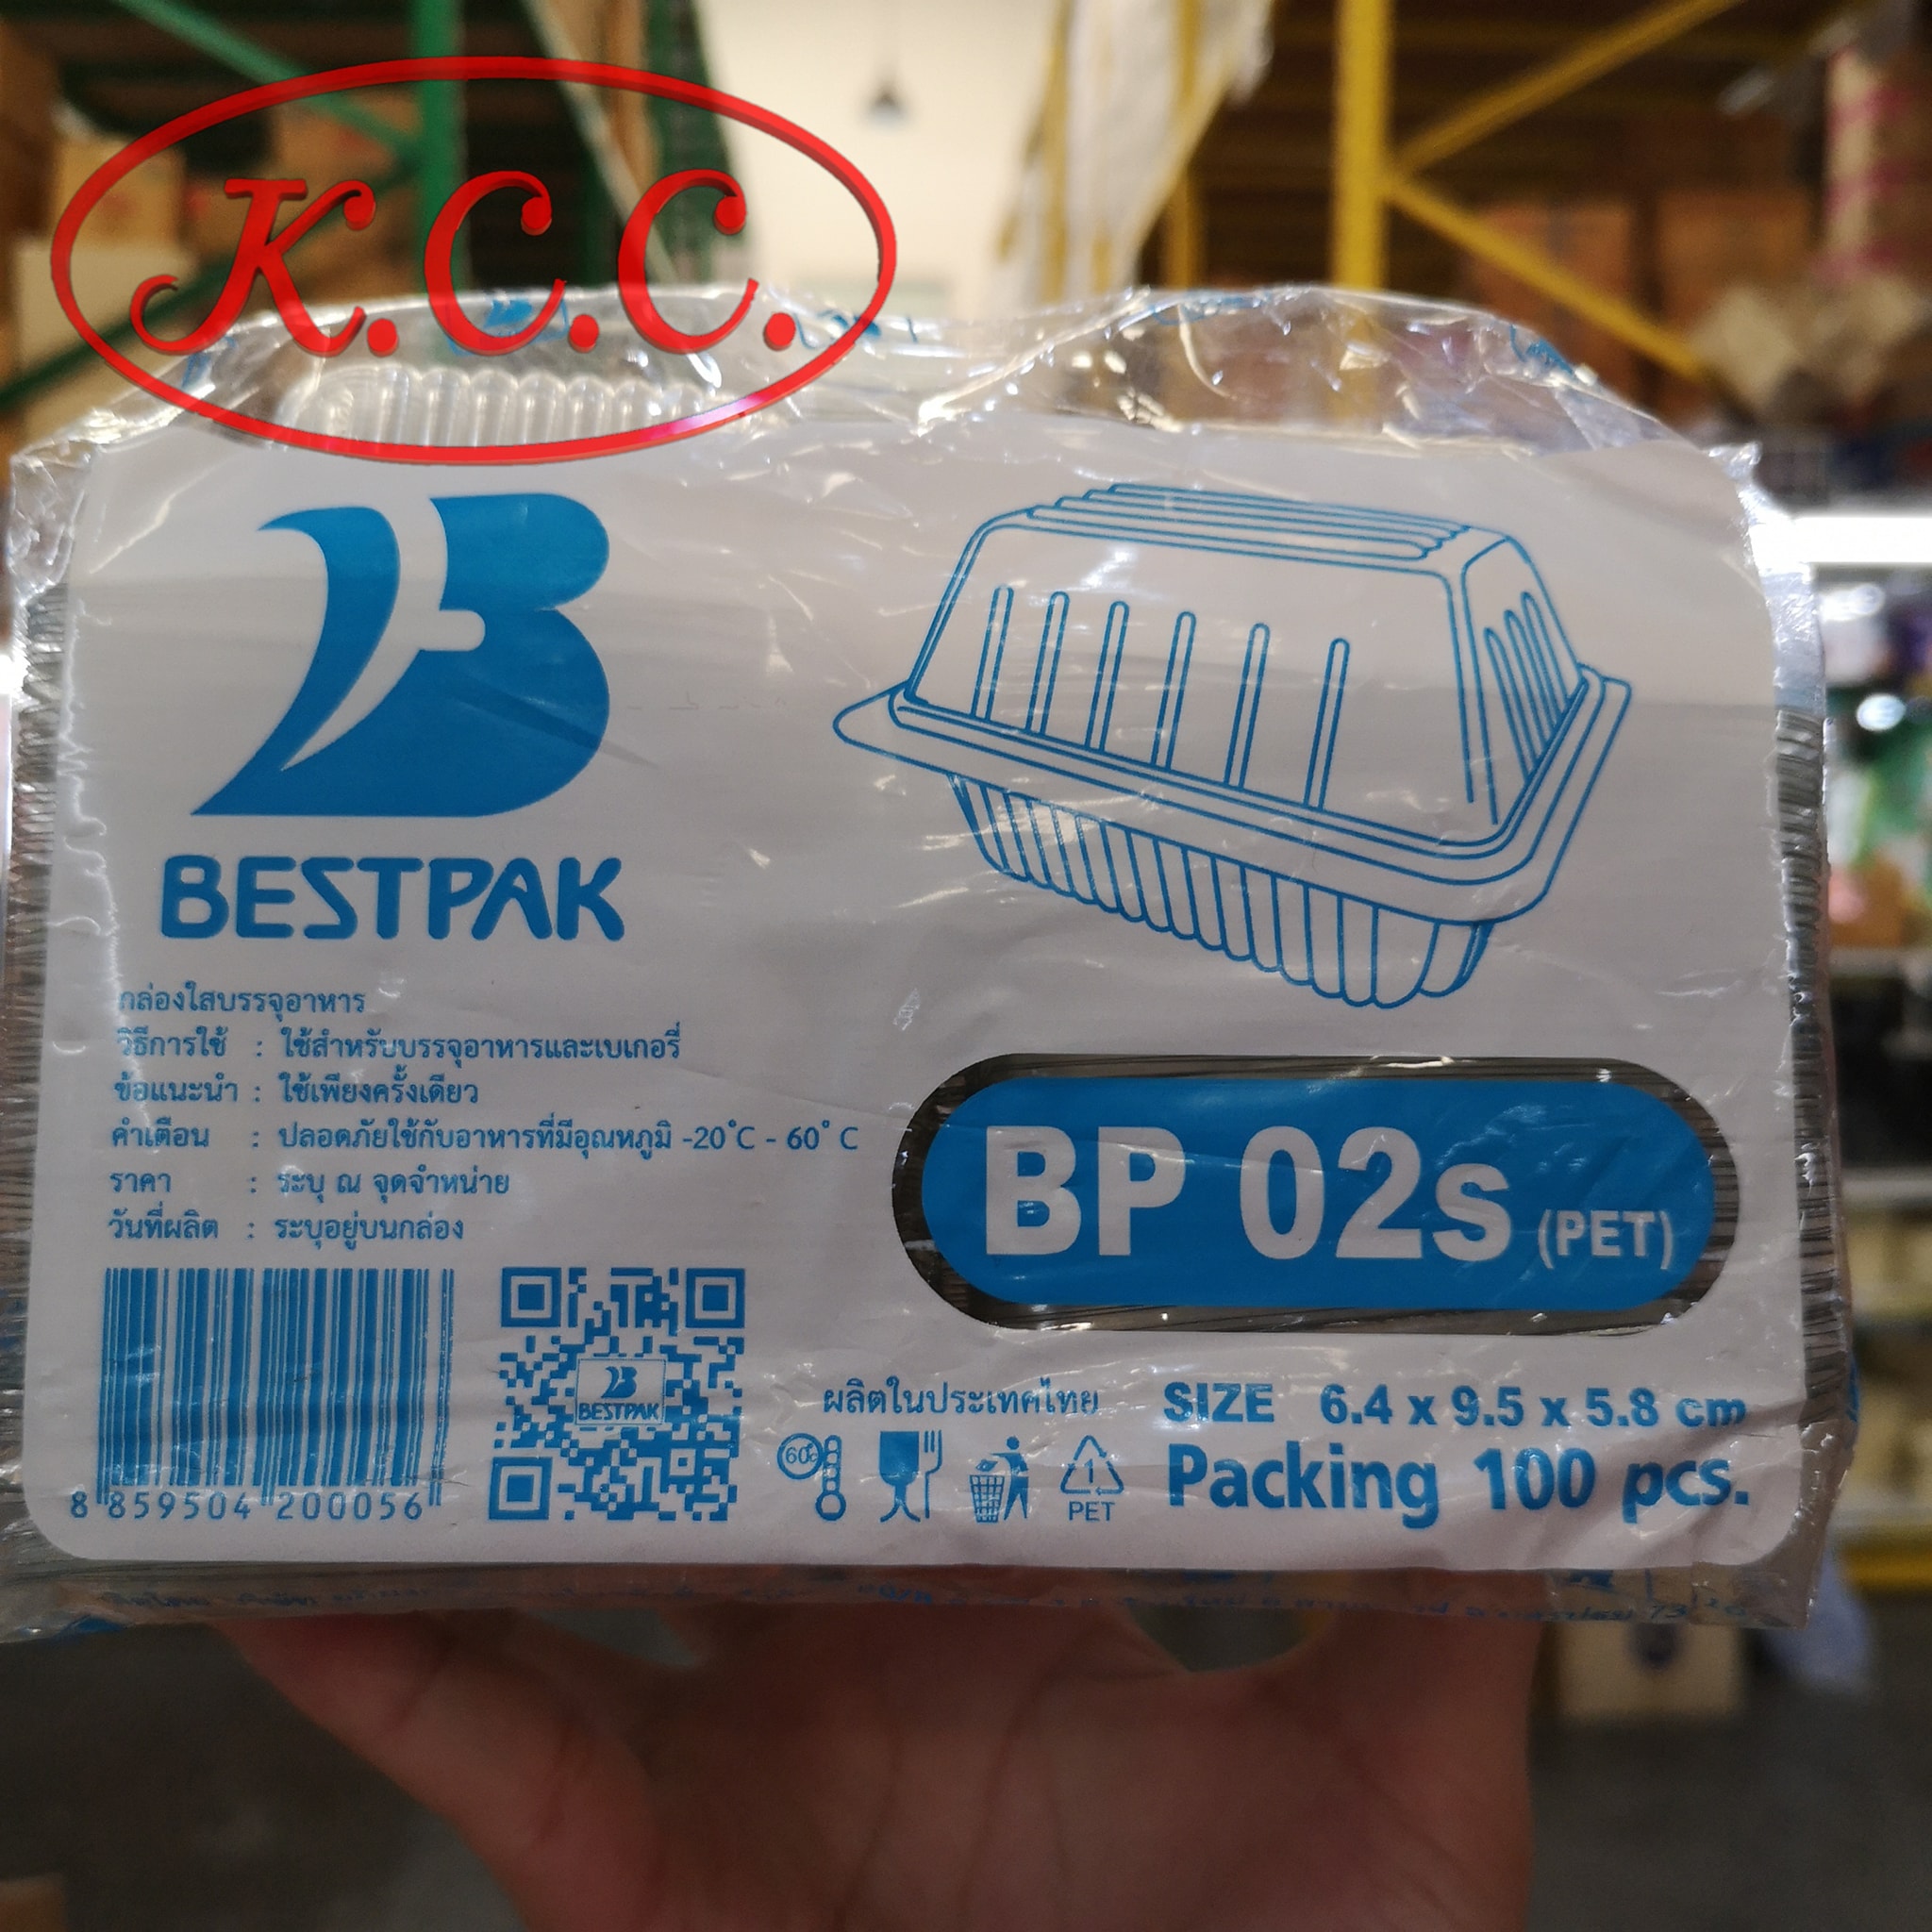 K.C.C.
BESTPAK
กล่องใสบรรจุอาหาร
วิธีการใช้ : ใช้สำหรับบรรจุอาหารและเบเกอรี่
ข้อแนะนำ : ใช้เพียงครั้งเดียว
คำเตือน : ปลอดภัยใช้กับอาหารที่มีอุณหภูมิ -20°C - 60° C
ราคา : ระบุ ณ จุดจำหน่าย
วันที่ผลิต : ระบุอยู่บนกล่อง
BP 02s (PET)
8 859504 200056
BESTPAK
ผลิตในประเทศไทย
60c
1
PET
SIZE 6.4 x 9.5 x 5.8 cm
Packing 100 pcs.